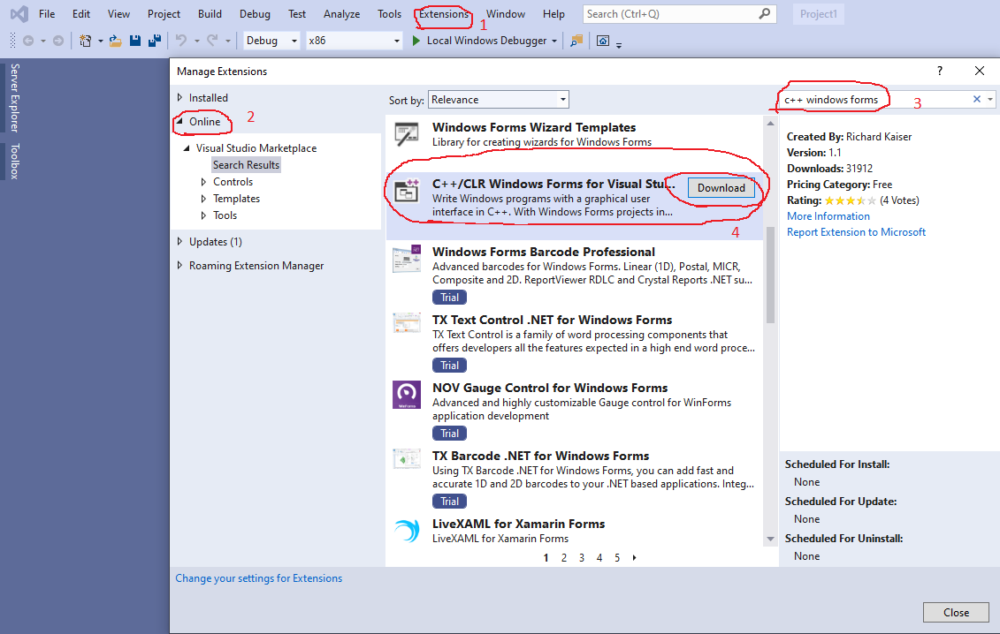 File Edit View Project Build Debug Test Analyze Tools Extensions Window Help Search (Ctrl+Q) Project1
1
Debug x86 Local Windows Debugger
Server Explorer
Toolbox
Manage Extensions ?
Installed
Online
2
Visual Studio Marketplace
Search Results
Controls
Templates
Tools
Updates (1)
Roaming Extension Manager
Sort by: Relevance
c++ windows forms
3
Windows Forms Wizard Templates
Library for creating wizards for Windows Forms
C++/CLR Windows Forms for Visual Stu...
Download
Write Windows programs with a graphical user
interface in C++. With Windows Forms projects in...
4
Windows Forms Barcode Professional
Advanced barcodes for Windows Forms. Linear (1D), Postal, MICR,
Composite and 2D. ReportViewer RDLC and Crystal Reports .NET su...
Trial
TX Text Control .NET for Windows Forms
TX Text Control is a family of word processing components that
offers developers all the features expected in a high end word proce...
Trial
NOV Gauge Control for Windows Forms
Advanced and highly customizable Gauge control for WinForms
application development
Trial
TX Barcode .NET for Windows Forms
Using TX Barcode .NET for Windows Forms, you can add fast and
accurate 1D and 2D barcodes to your .NET based applications. Integ...
Trial
LiveXAML for Xamarin Forms
LiveXAML for Xamarin Forms
1 2 3 4 5
Created By: Richard Kaiser
Version: 1.1
Downloads: 31912
Pricing Category: Free
Rating: (4 Votes)
More Information
Report Extension to Microsoft
Scheduled For Install:
None
Scheduled For Update:
None
Scheduled For Uninstall:
None
Change your settings for Extensions
Close